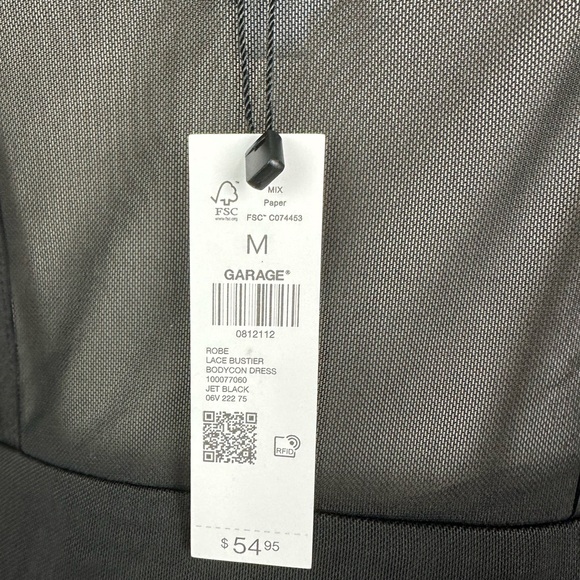 MIX
Paper
FSC
www.fsc.org
FSC™ C074453
M
GARAGE®
0812112
ROBE
LACE BUSTIER
BODYCON DRESS
100077060
JET BLACK
06V 222 75
RFID
$ 54 95